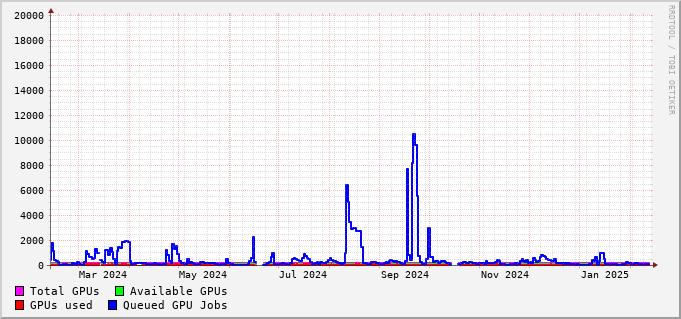 20000
18000
16000
14000
12000
10000
8000
6000
4000
2000
0
Mar 2024 May 2024 Jul 2024 Sep 2024 Nov 2024 Jan 2025
Total GPUs Available GPUs
GPUs used Queued GPU Jobs
RRDTOOL / TOBI OETIKER